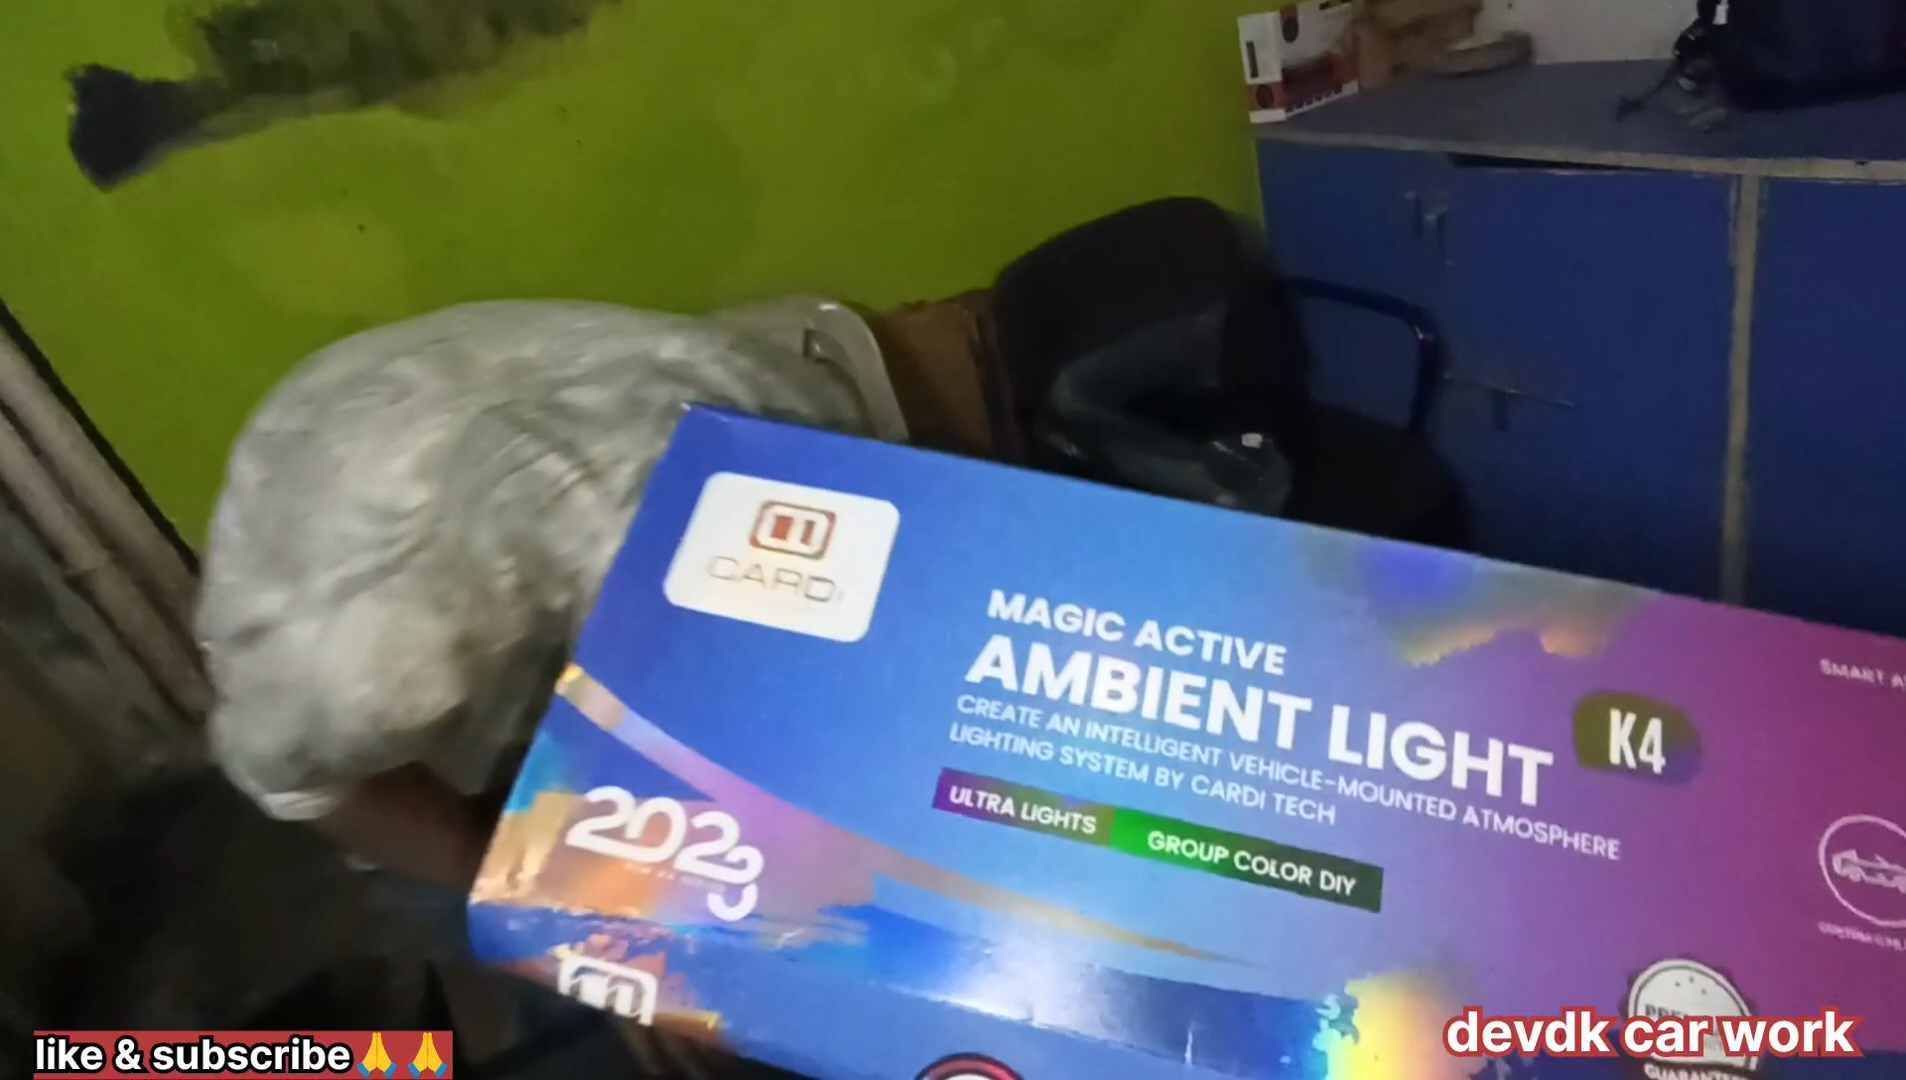 CARDI
MAGIC ACTIVE
AMBIENT LIGHT K4
CREATE AN INTELLIGENT VEHICLE-MOUNTED ATMOSPHERE
LIGHTING SYSTEM BY CARDI TECH
ULTRA LIGHTS GROUP COLOR DIY
SMART
2023
like & subscribe🙏🙏
devdk car work